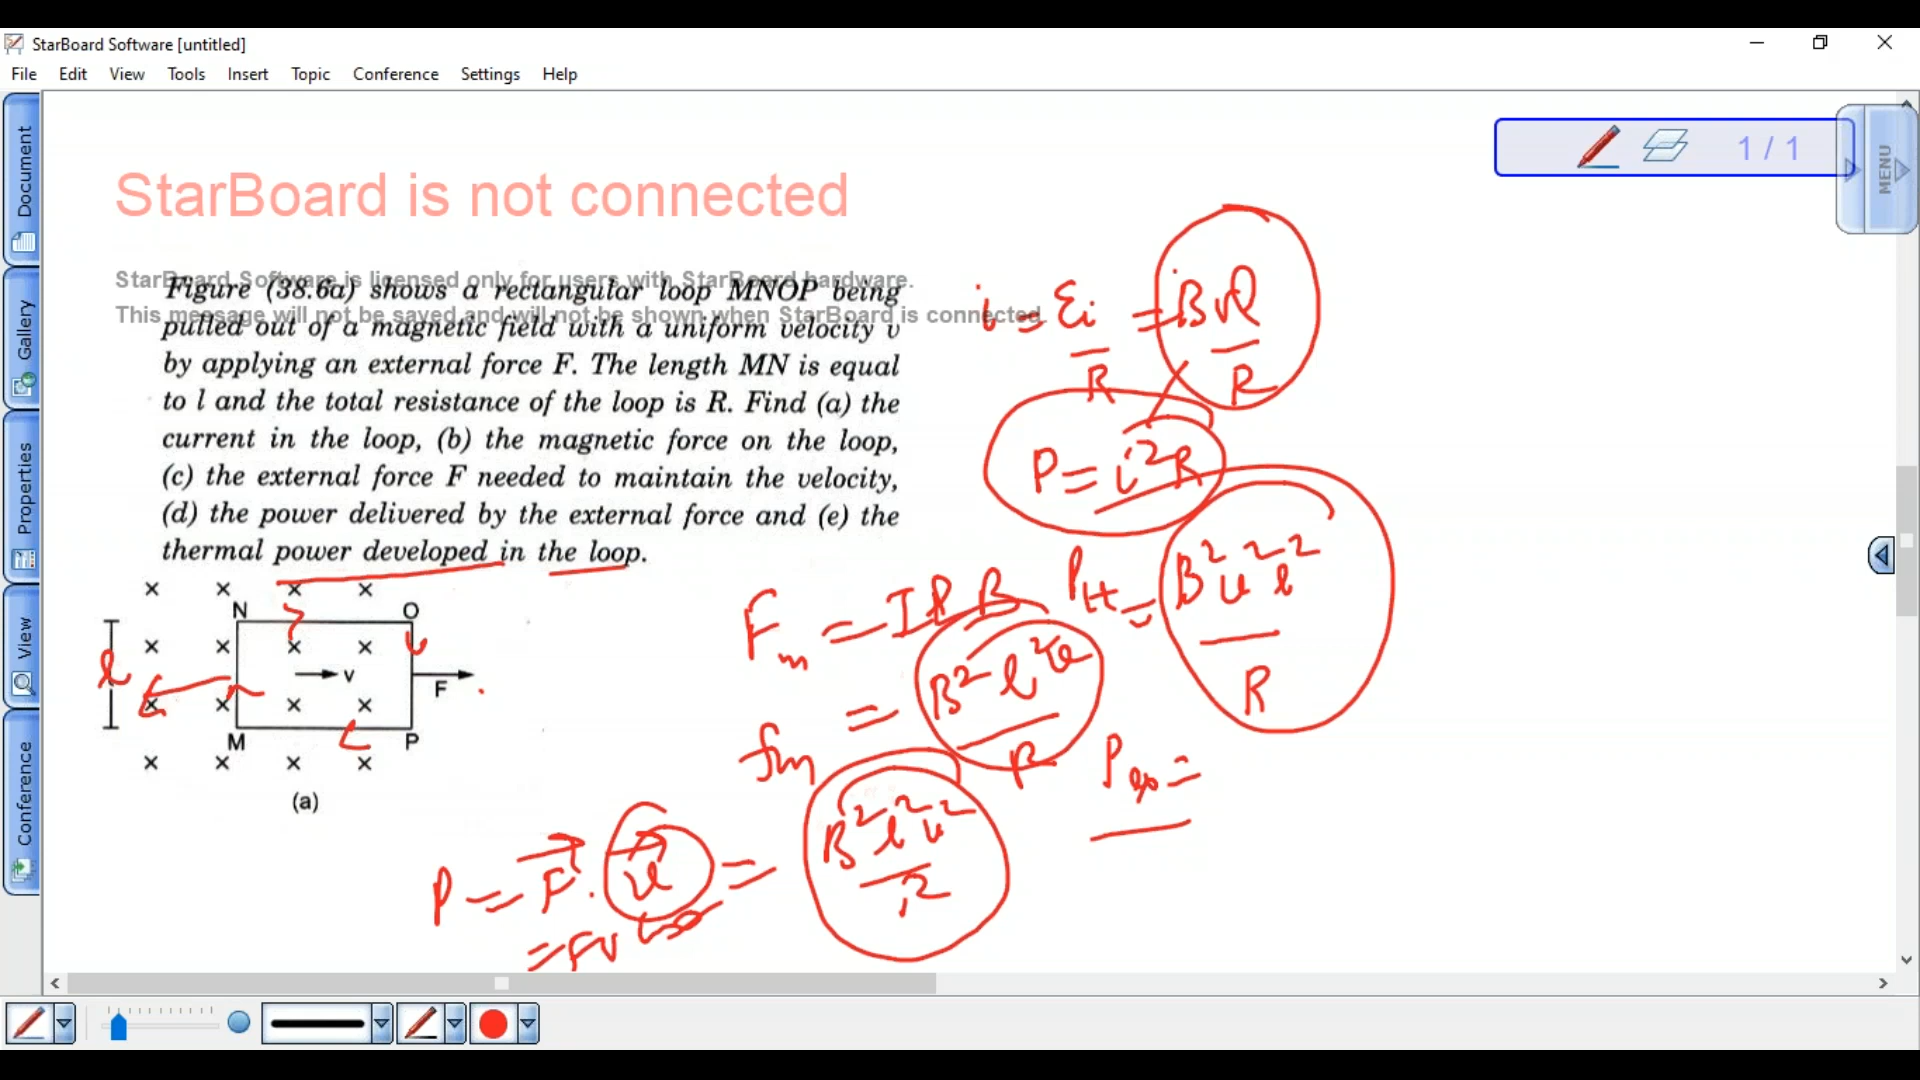 StarBoard Software [untitled]
File Edit View Tools Insert Topic Conference Settings Help
Document
Gallery
Properties
View
Conference
1 / 1
MENU
StarBoard is not connected
StarBoard Software is licensed only for users with StarBoard hardware.
This message will not be saved and will not be shown when StarBoard is connected.
Figure (38.6a) shows a rectangular loop MNOP being
pulled out of a magnetic field with a uniform velocity v
by applying an external force F. The length MN is equal
to l and the total resistance of the loop is R. Find (a) the
current in the loop, (b) the magnetic force on the loop,
(c) the external force F needed to maintain the velocity,
(d) the power delivered by the external force and (e) the
thermal power developed in the loop.
i = εi/R = Bvl/R
P = i²R
Pth = B²v²l²/R
Fm = IlB
fm = B²l²v/R
× × × ×
N O
× × × ×
l v F
× × × ×
M P
× × × ×
(a)
P = F . v = B²l²v²/R
= Fv cos0